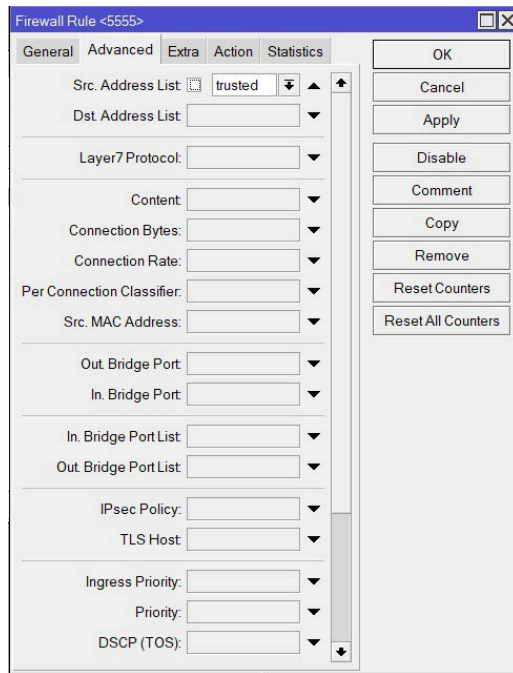 Firewall Rule <5555>
General Advanced Extra Action Statistics
Src. Address List: trusted
Dst. Address List:
Layer7 Protocol:
Content:
Connection Bytes:
Connection Rate:
Per Connection Classifier:
Src. MAC Address:
Out. Bridge Port:
In. Bridge Port:
In. Bridge Port List:
Out. Bridge Port List:
IPsec Policy:
TLS Host:
Ingress Priority:
Priority:
DSCP (TOS):
OK
Cancel
Apply
Disable
Comment
Copy
Remove
Reset Counters
Reset All Counters